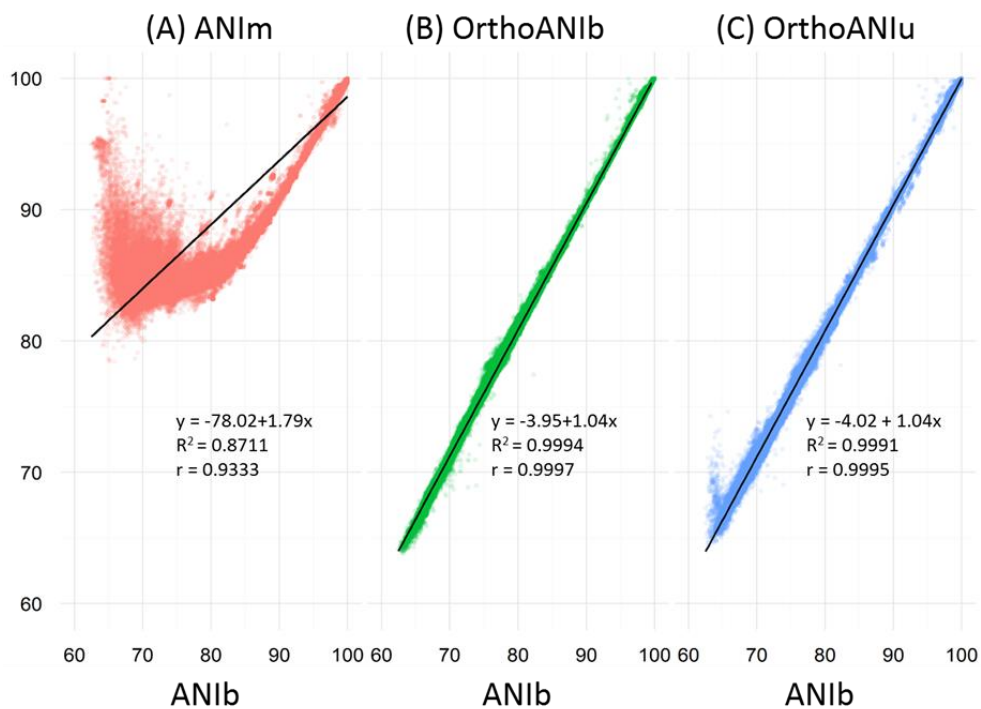 (A) ANIm
(B) OrthoANIb
(C) OrthoANIu
100
90
80
70
60
y = -78.02+1.79x
R² = 0.8711
r = 0.9333
y = -3.95+1.04x
R² = 0.9994
r = 0.9997
y = -4.02 + 1.04x
R² = 0.9991
r = 0.9995
60 70 80 90 100 60 70 80 90 100 60 70 80 90 100
ANIb
ANIb
ANIb